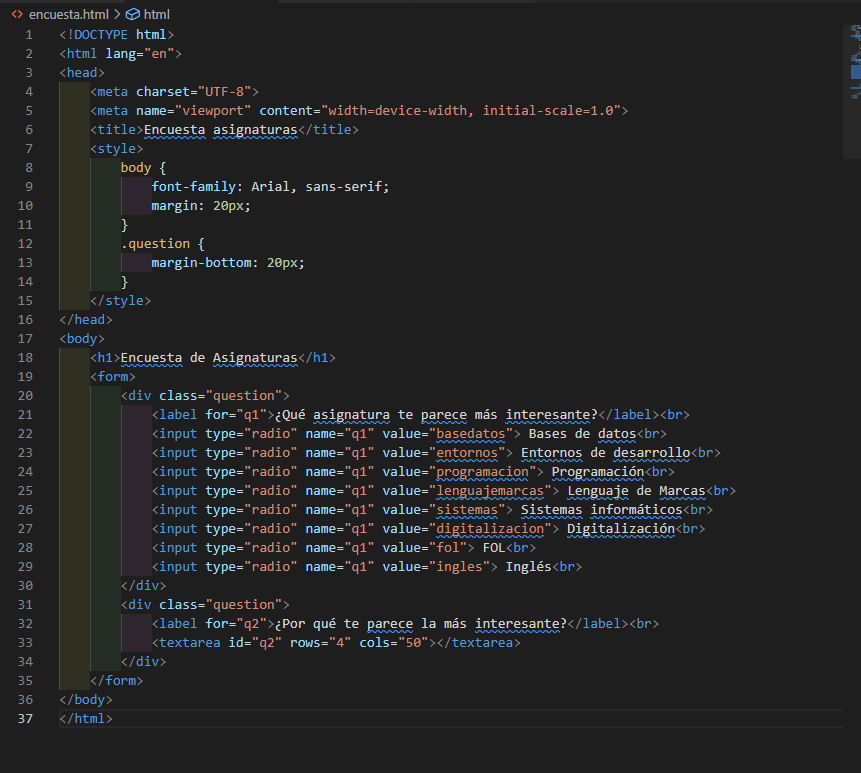 encuesta.html > html
1 <!DOCTYPE html>
2 <html lang="en">
3 <head>
4     <meta charset="UTF-8">
5     <meta name="viewport" content="width=device-width, initial-scale=1.0">
6     <title>Encuesta asignaturas</title>
7     <style>
8         body {
9             font-family: Arial, sans-serif;
10             margin: 20px;
11         }
12         .question {
13             margin-bottom: 20px;
14         }
15     </style>
16 </head>
17 <body>
18     <h1>Encuesta de Asignaturas</h1>
19     <form>
20         <div class="question">
21             <label for="q1">¿Qué asignatura te parece más interesante?</label><br>
22             <input type="radio" name="q1" value="basedatos"> Bases de datos<br>
23             <input type="radio" name="q1" value="entornos"> Entornos de desarrollo<br>
24             <input type="radio" name="q1" value="programacion"> Programación<br>
25             <input type="radio" name="q1" value="lenguajemarcas"> Lenguaje de Marcas<br>
26             <input type="radio" name="q1" value="sistemas"> Sistemas informáticos<br>
27             <input type="radio" name="q1" value="digitalizacion"> Digitalización<br>
28             <input type="radio" name="q1" value="fol"> FOL<br>
29             <input type="radio" name="q1" value="ingles"> Inglés<br>
30         </div>
31         <div class="question">
32             <label for="q2">¿Por qué te parece la más interesante?</label><br>
33             <textarea id="q2" rows="4" cols="50"></textarea>
34         </div>
35     </form>
36 </body>
37 </html>